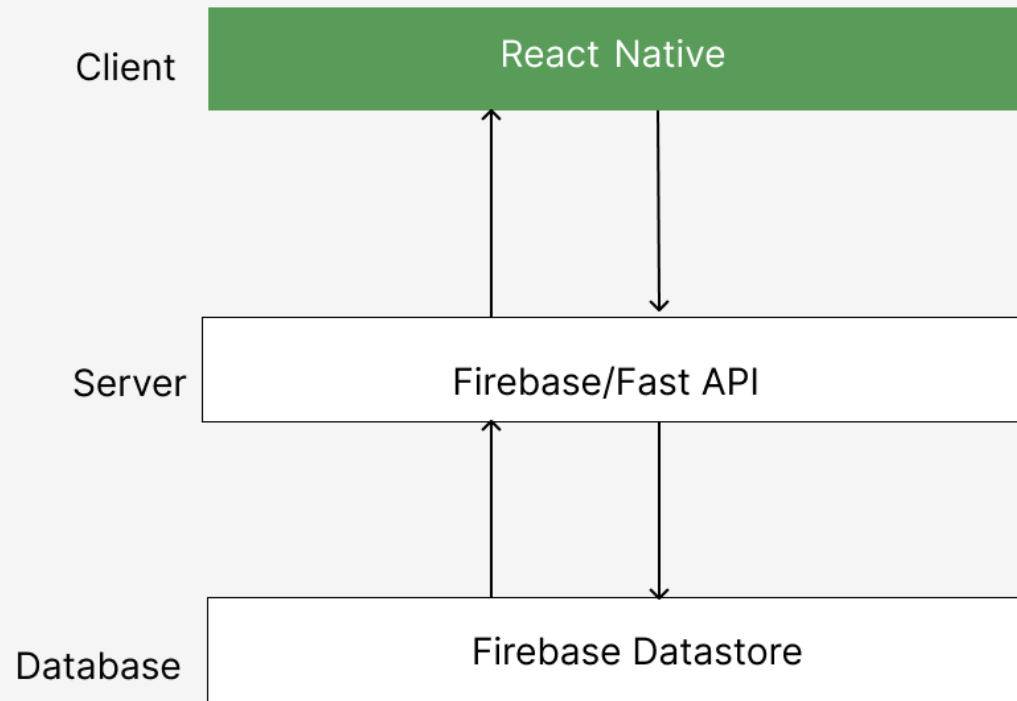 Client
React Native
Server
Firebase/Fast API
Database
Firebase Datastore